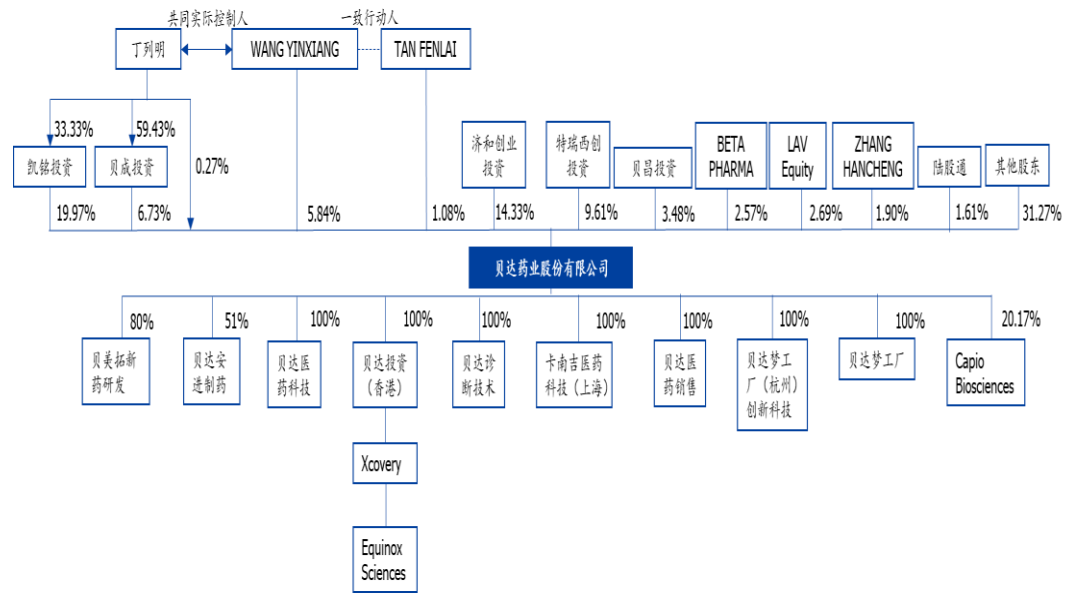 共同实际控制人
一致行动人
丁列明
WANG YINXIANG
TAN FENLAI
33.33%
59.43%
0.27%
凯铭投资
贝成投资
济和创业
投资
特瑞西创
投资
贝昌投资
BETA
PHARMA
LAV
Equity
ZHANG
HANCHENG
陆股通
其他股东
19.97%
6.73%
5.84%
1.08%
14.33%
9.61%
3.48%
2.57%
2.69%
1.90%
1.61%
31.27%
贝达药业股份有限公司
80%
51%
100%
100%
100%
100%
100%
100%
100%
20.17%
贝美拓新
药研发
贝达安
进制药
贝达医
药科技
贝达投资
（香港）
贝达诊
断技术
卡南吉医药
科技（上海）
贝达医
药销售
贝达梦工
厂（杭州）
创新科技
贝达梦工厂
Capio
Biosciences
Xcovery
Equinox
Sciences